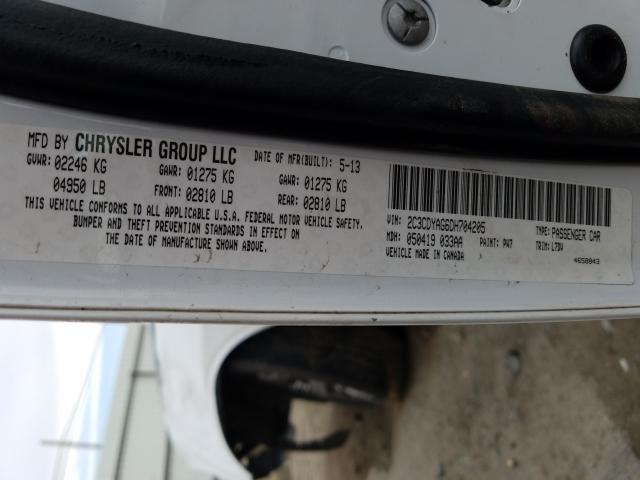 MFD BY CHRYSLER GROUP LLC
DATE OF MFR(BUILT): 5-13
GVWR: 02246 KG
GAWR: 01275 KG
GAWR: 01275 KG
04950 LB
FRONT: 02810 LB
REAR: 02810 LB
THIS VEHICLE CONFORMS TO ALL APPLICABLE U.S.A. FEDERAL MOTOR VEHICLE SAFETY,
BUMPER AND THEFT PREVENTION STANDARDS IN EFFECT ON
THE DATE OF MANUFACTURE SHOWN ABOVE.
VIN: 2C3CDYAG6DH704205
TYPE: PASSENGER CAR
MDH: 050419 033AA
PAINT: PW7
TRIM: L7DV
VEHICLE MADE IN CANADA
4658843